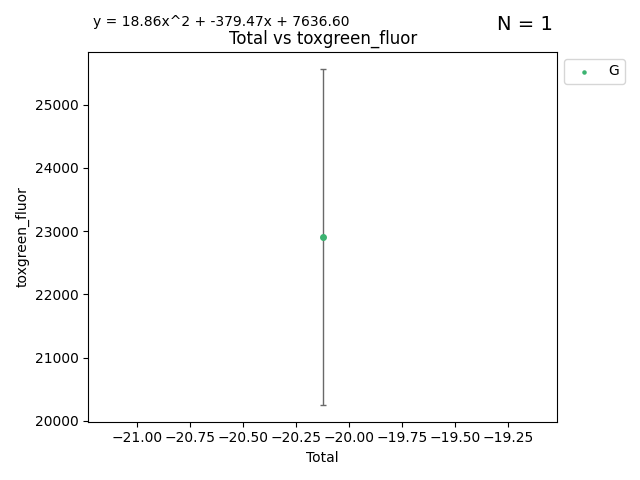 y = 18.86x^2 + -379.47x + 7636.60
N = 1
Total vs toxgreen_fluor
G
toxgreen_fluor
25000
24000
23000
22000
21000
20000
−21.00 −20.75 −20.50 −20.25 −20.00 −19.75 −19.50 −19.25
Total